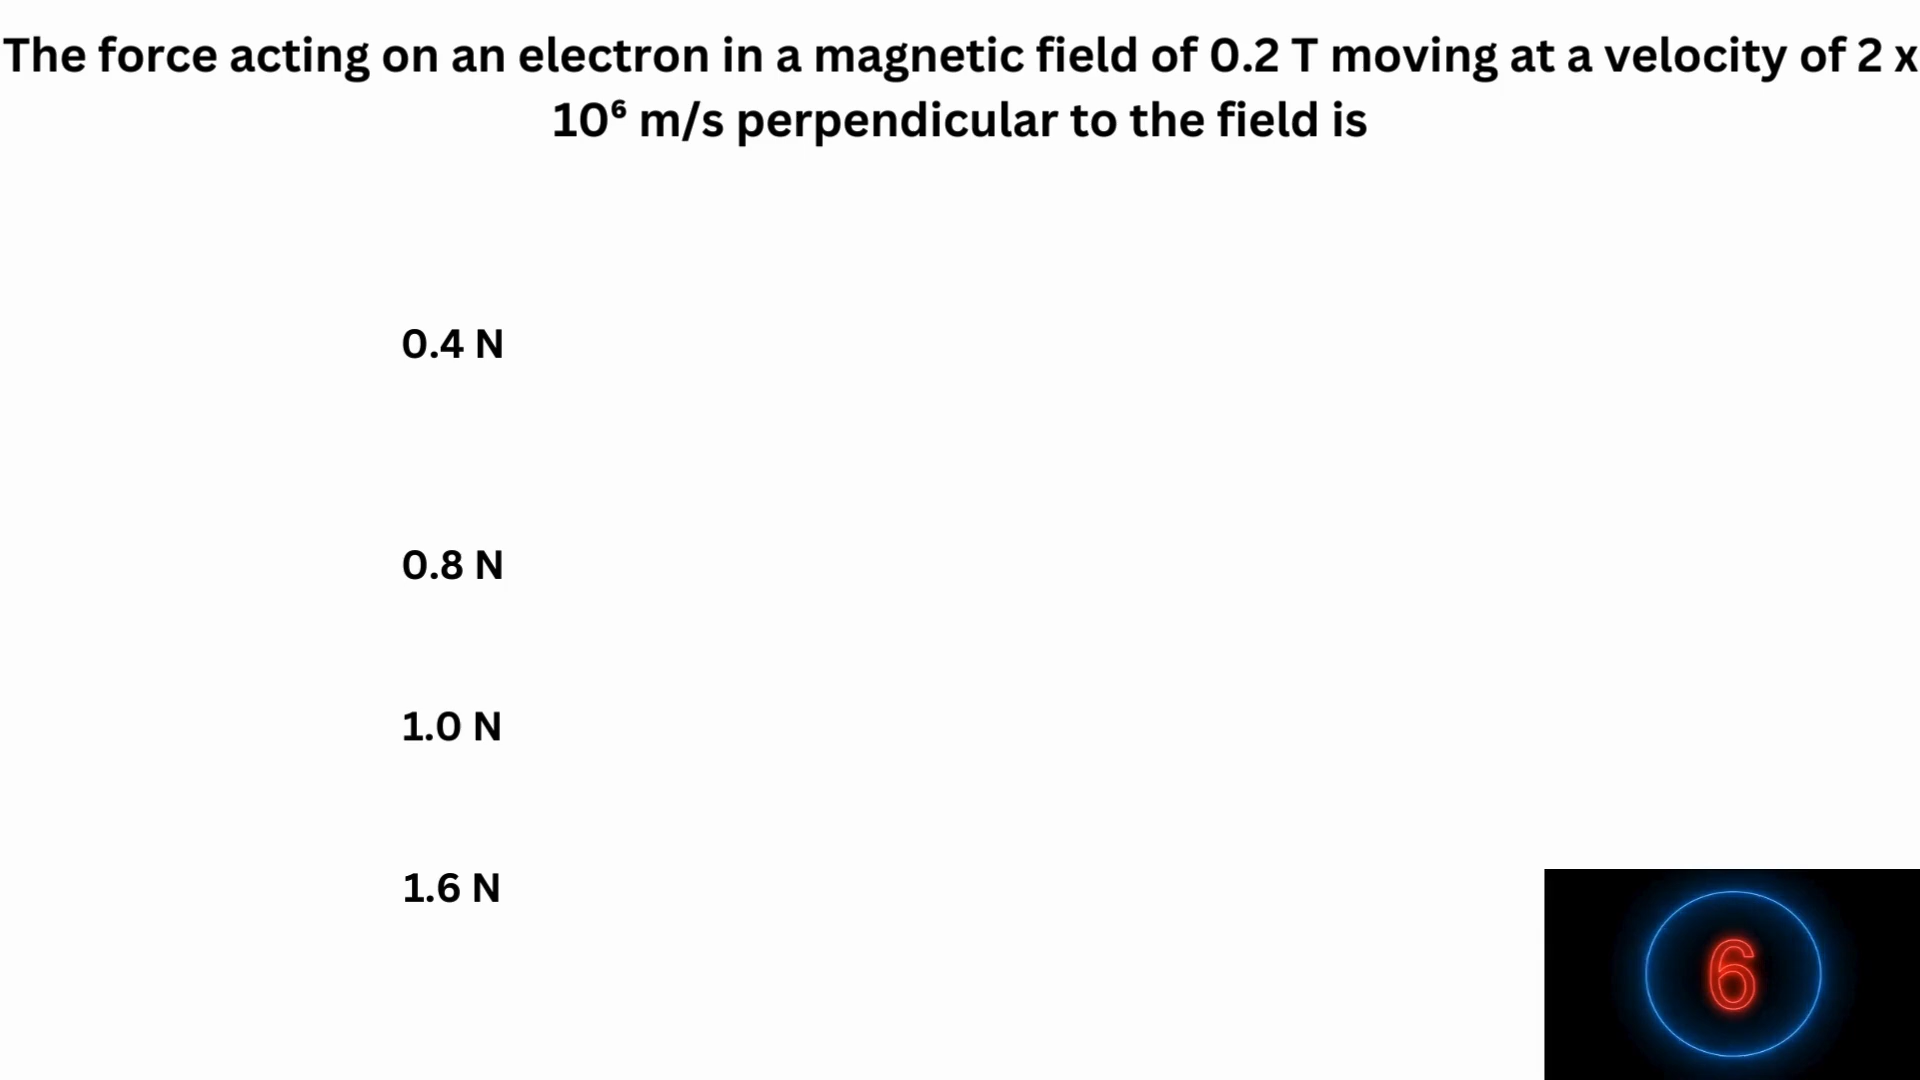 The force acting on an electron in a magnetic field of 0.2 T moving at a velocity of 2 x
10⁶ m/s perpendicular to the field is
0.4 N
0.8 N
1.0 N
1.6 N
6